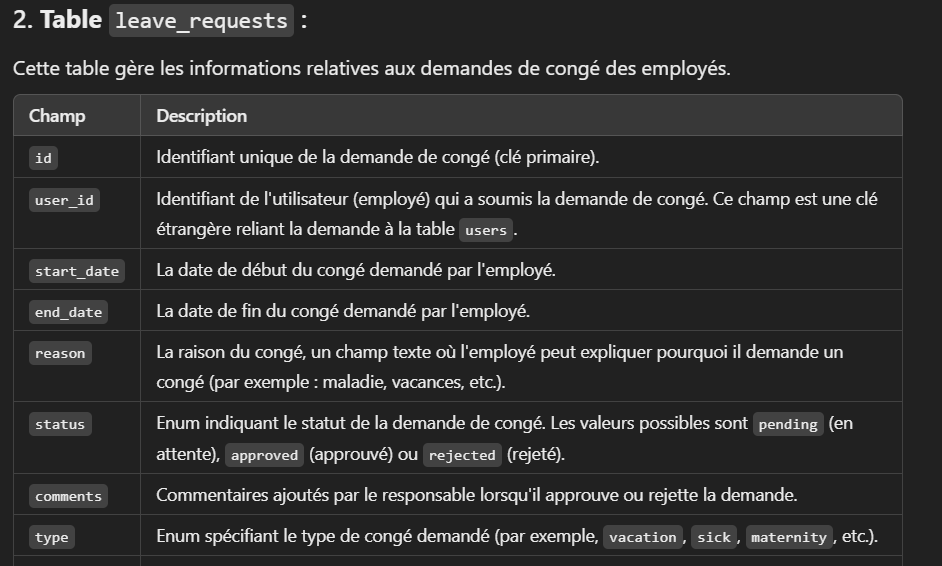 2. Table leave_requests :
Cette table gère les informations relatives aux demandes de congé des employés.
Champ Description
id Identifiant unique de la demande de congé (clé primaire).
user_id Identifiant de l'utilisateur (employé) qui a soumis la demande de congé. Ce champ est une clé
étrangère reliant la demande à la table users.
start_date La date de début du congé demandé par l'employé.
end_date La date de fin du congé demandé par l'employé.
reason La raison du congé, un champ texte où l'employé peut expliquer pourquoi il demande un
congé (par exemple : maladie, vacances, etc.).
status Enum indiquant le statut de la demande de congé. Les valeurs possibles sont pending (en
attente), approved (approuvé) ou rejected (rejeté).
comments Commentaires ajoutés par le responsable lorsqu'il approuve ou rejette la demande.
type Enum spécifiant le type de congé demandé (par exemple, vacation, sick, maternity, etc.).